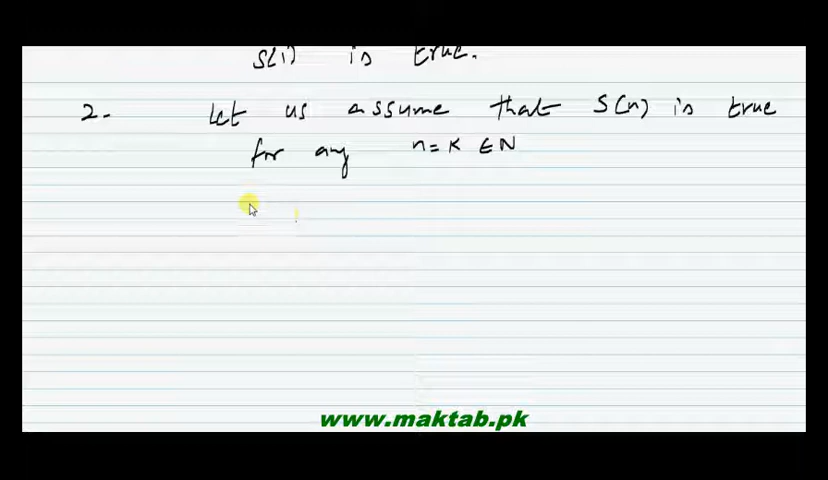 S(1) is true.
2- Let us assume that S(n) is true
for any n=K ∈N
www.maktab.pk